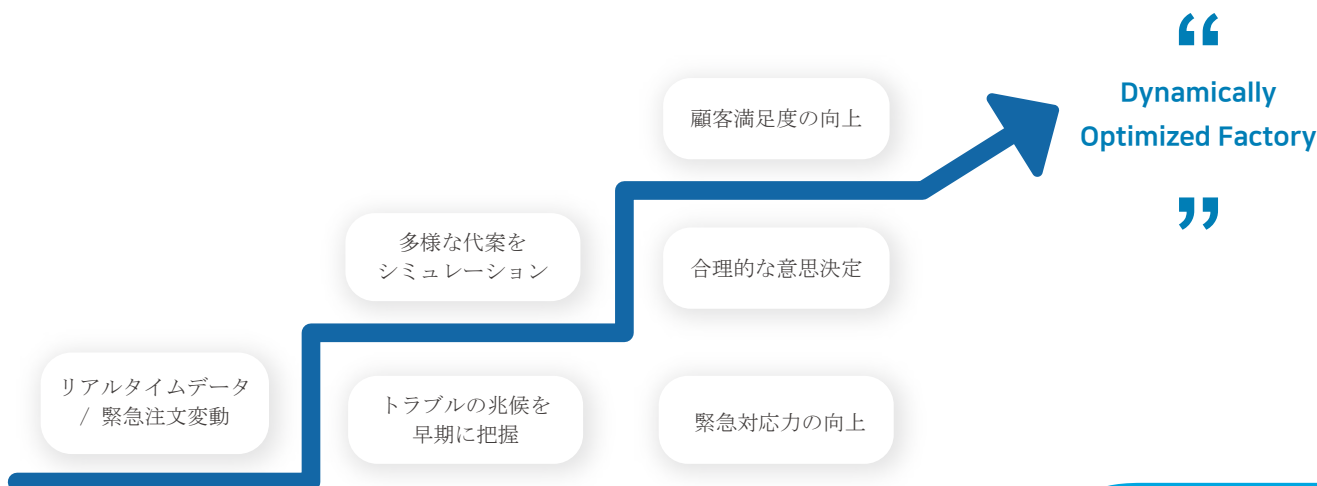 “
Dynamically
Optimized Factory
”
顧客満足度の向上
多様な代案を
シミュレーション
合理的な意思決定
リアルタイムデータ
/ 緊急注文変動
トラブルの兆候を
早期に把握
緊急対応力の向上